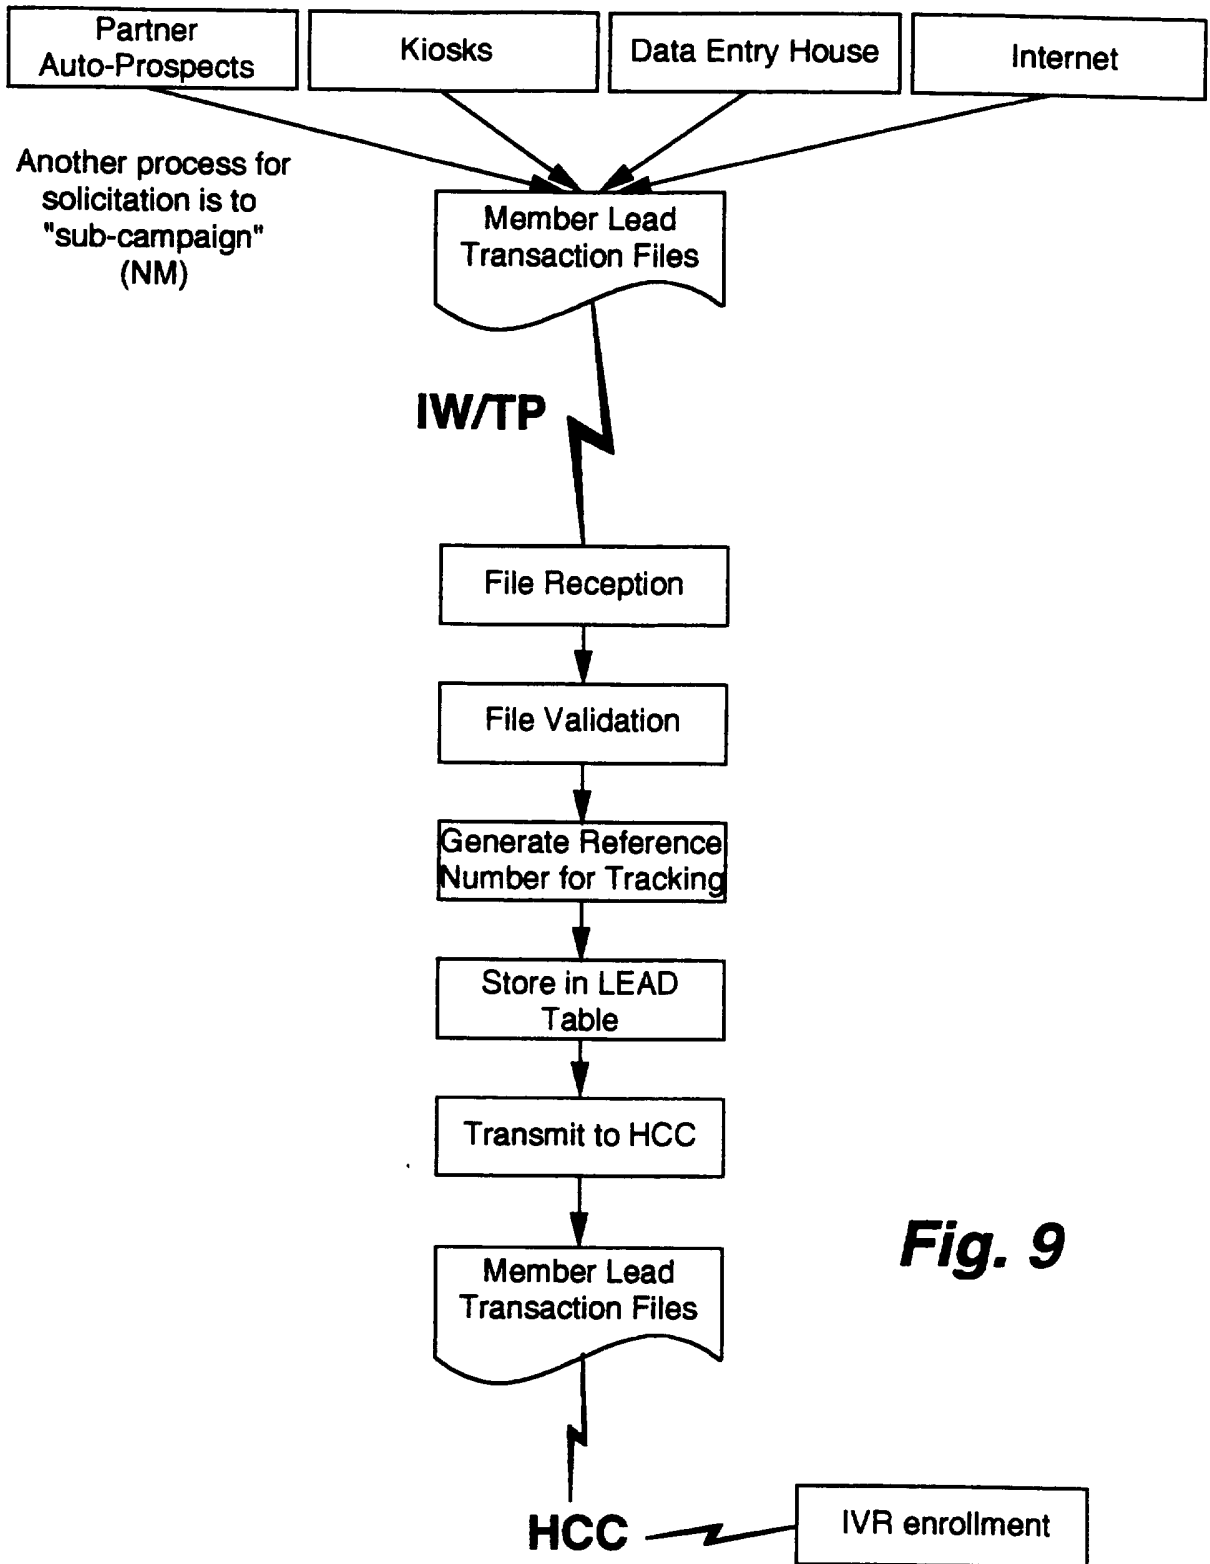 Partner
Auto-Prospects
Kiosks
Data Entry House
Internet
Another process for
solicitation is to
"sub-campaign"
(NM)
Member Lead
Transaction Files
IW/TP
File Reception
File Validation
Generate Reference
Number for Tracking
Store in LEAD
Table
Transmit to HCC
Member Lead
Transaction Files
Fig. 9
HCC
IVR enrollment